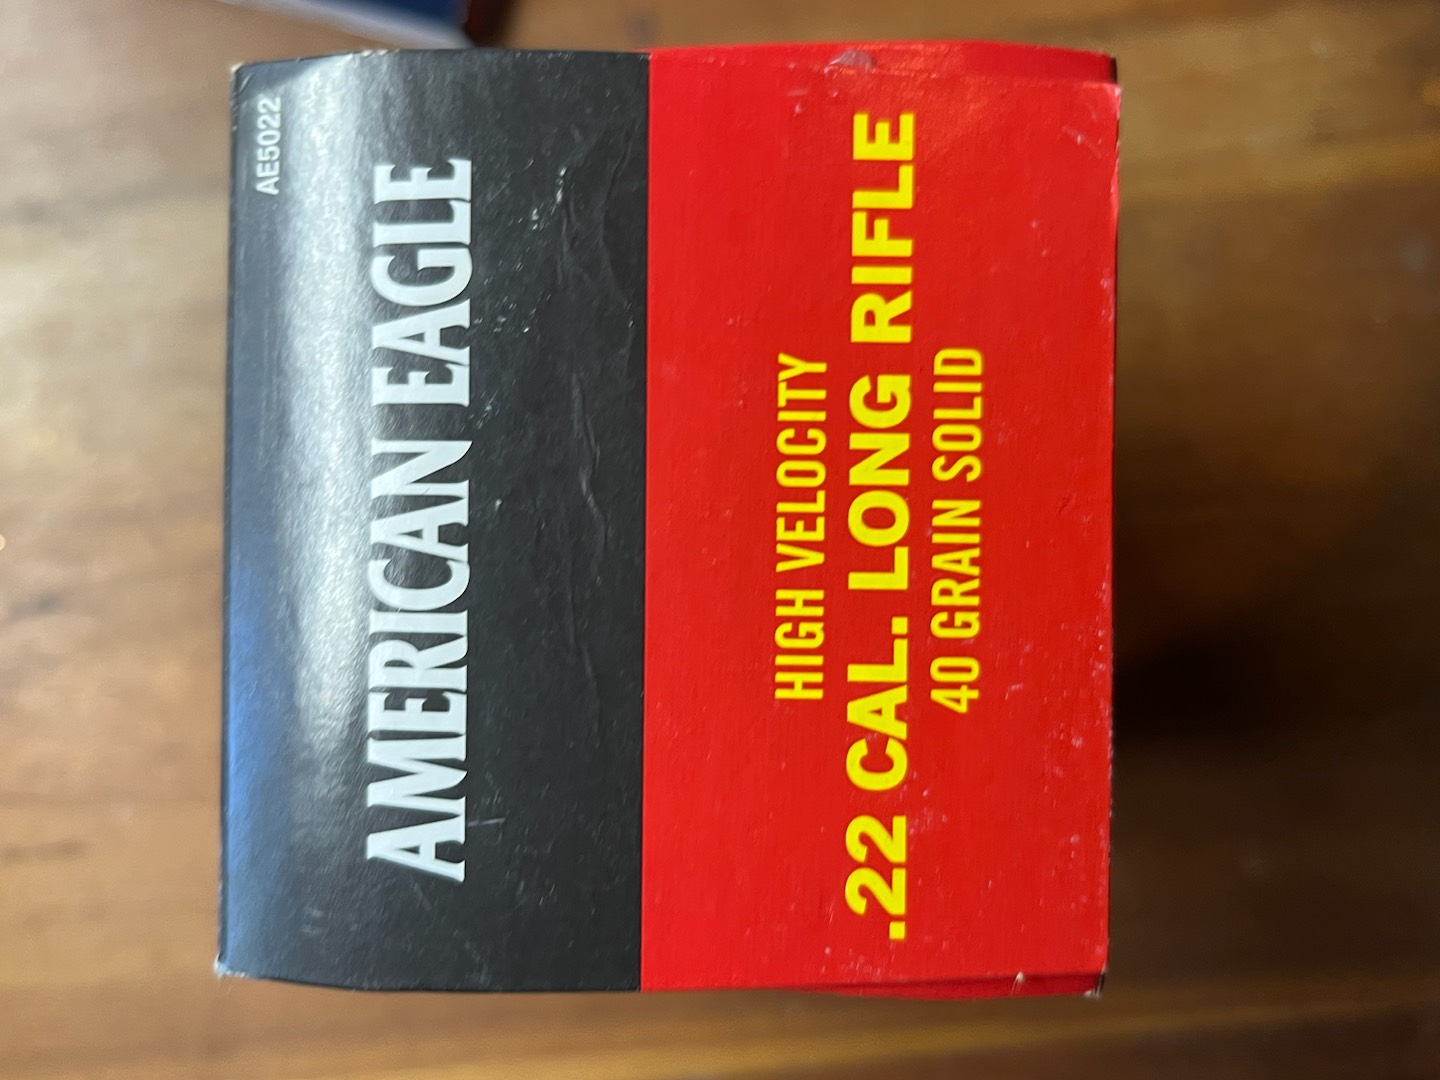 AE5022
AMERICAN EAGLE
HIGH VELOCITY
.22 CAL. LONG RIFLE
40 GRAIN SOLID